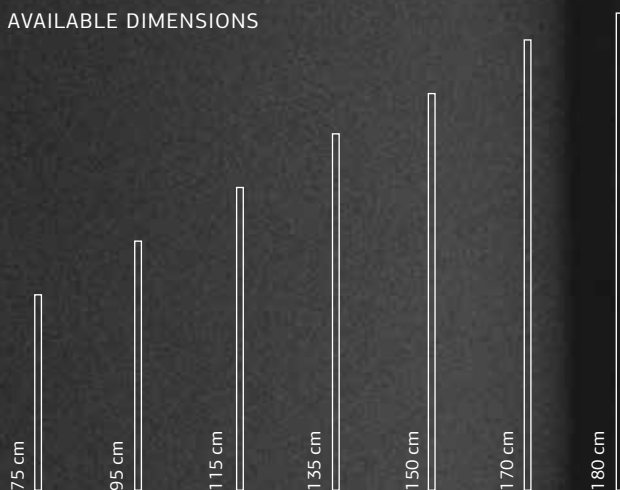 AVAILABLE DIMENSIONS
75 cm
95 cm
115 cm
135 cm
150 cm
170 cm
180 cm